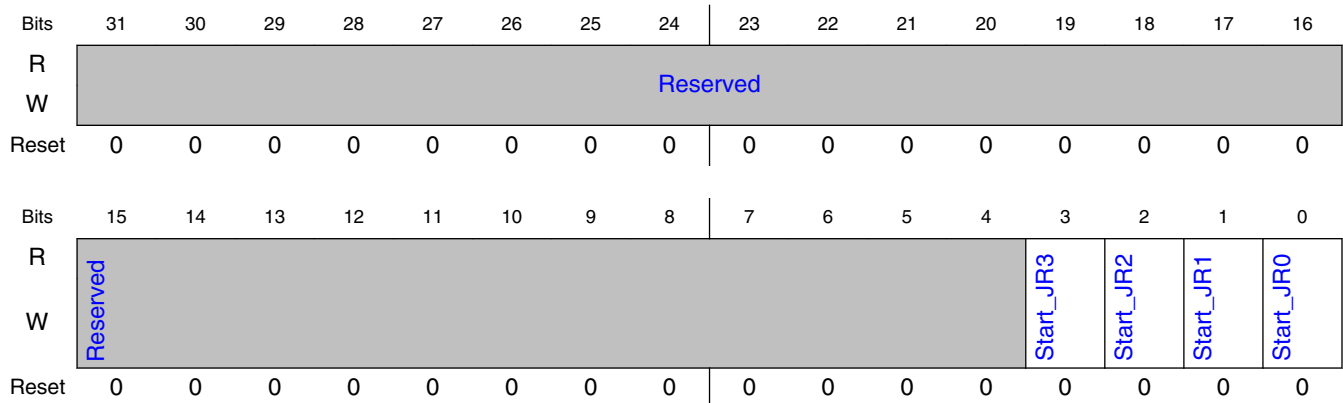 Bits 31 30 29 28 27 26 25 24 23 22 21 20 19 18 17 16
R
Reserved
W
Reset 0 0 0 0 0 0 0 0 0 0 0 0 0 0 0 0
Bits 15 14 13 12 11 10 9 8 7 6 5 4 3 2 1 0
R
W
Reserved
Start_JR3
Start_JR2
Start_JR1
Start_JR0
Reset 0 0 0 0 0 0 0 0 0 0 0 0 0 0 0 0